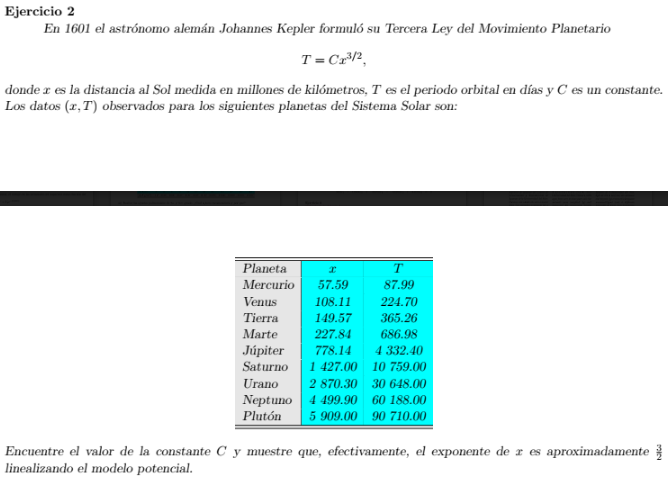 Ejercicio 2
En 1601 el astrónomo alemán Johannes Kepler formuló su Tercera Ley del Movimiento Planetario
T = Cx^{3/2},
donde x es la distancia al Sol medida en millones de kilómetros, T es el periodo orbital en días y C es un constante.
Los datos (x, T) observados para los siguientes planetas del Sistema Solar son:
Planeta x T
Mercurio 57.59 87.99
Venus 108.11 224.70
Tierra 149.57 365.26
Marte 227.84 686.98
Júpiter 778.14 4 332.40
Saturno 1 427.00 10 759.00
Urano 2 870.30 30 648.00
Neptuno 4 499.90 60 188.00
Plutón 5 909.00 90 710.00
Encuentre el valor de la constante C y muestre que, efectivamente, el exponente de x es aproximadamente 3/2
linealizando el modelo potencial.